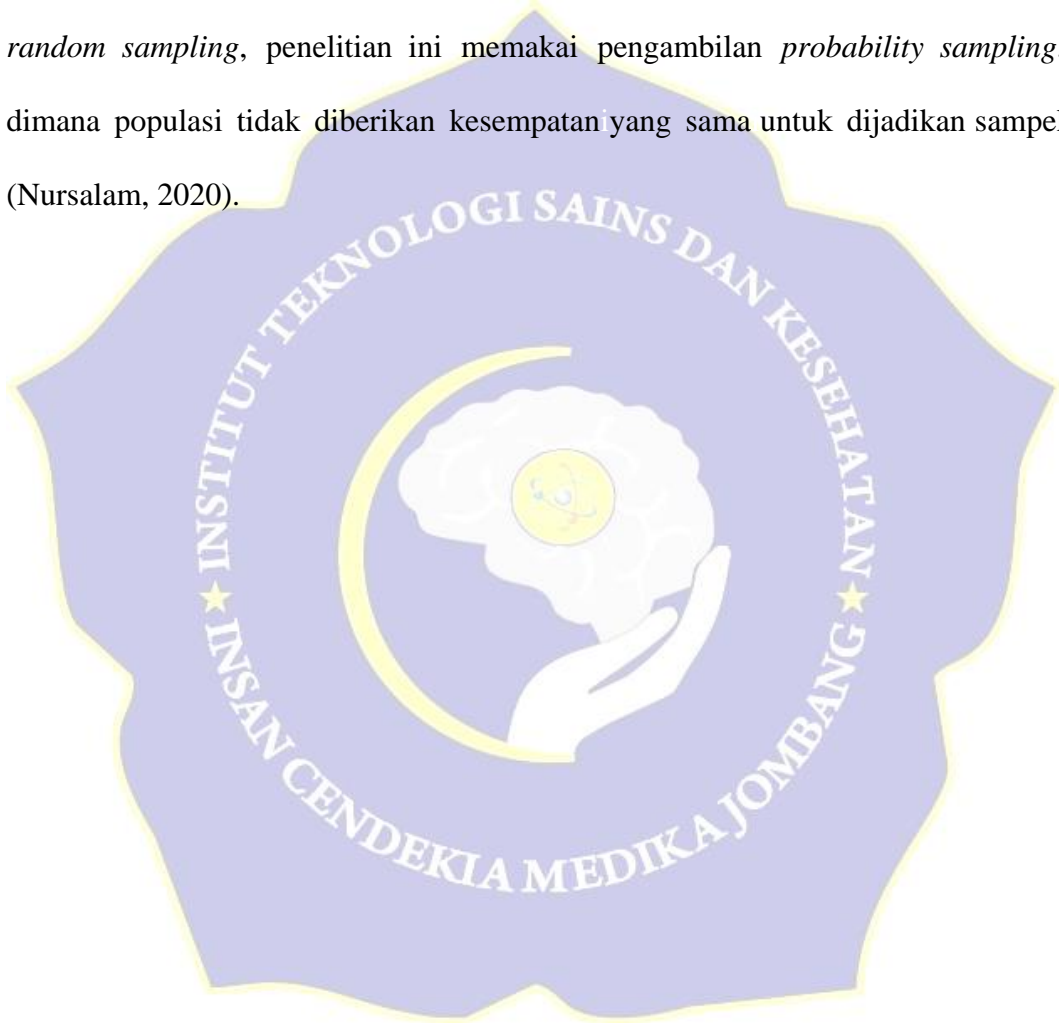 random sampling, penelitian ini memakai pengambilan probability sampling
dimana populasi tidak diberikan kesempatan yang sama untuk dijadikan sampel
(Nursalam, 2020).
INSTITUT TEKNOLOGI SAINS DAN KESEHATAN
INSAN CENDEKIA MEDIKA JOMBANG